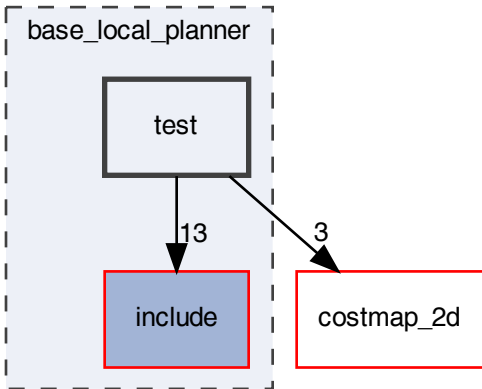 base_local_planner
test
13
3
include
costmap_2d